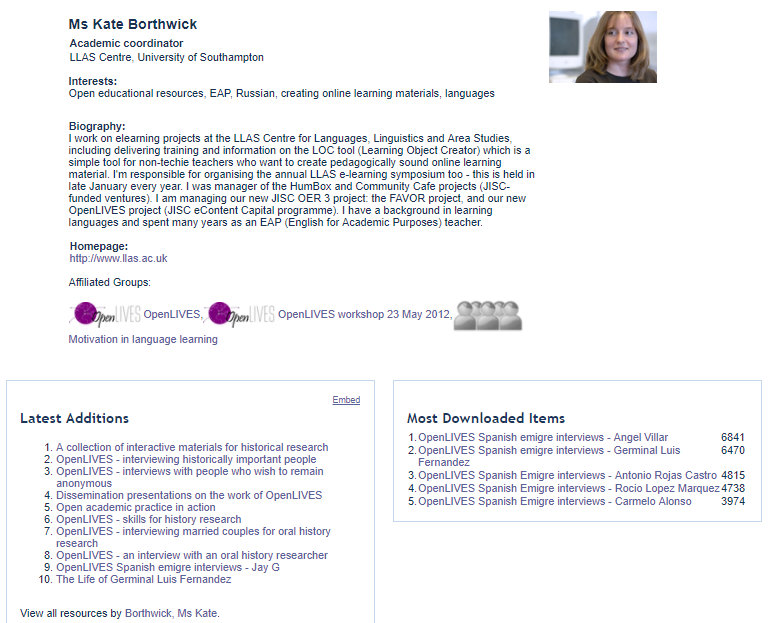 Ms Kate Borthwick
Academic coordinator
LLAS Centre, University of Southampton
Interests:
Open educational resources, EAP, Russian, creating online learning materials, languages
Biography:
I work on elearning projects at the LLAS Centre for Languages, Linguistics and Area Studies,
including delivering training and information on the LOC tool (Learning Object Creator) which is a
simple tool for non-techie teachers who want to create pedagogically sound online learning
material. I'm responsible for organising the annual LLAS e-learning symposium too - this is held in
late January every year. I was manager of the HumBox and Community Cafe projects (JISC-
funded ventures). I am managing our new JISC OER 3 project: the FAVOR project, and our new
OpenLIVES project (JISC eContent Capital programme). I have a background in learning
languages and spent many years as an EAP (English for Academic Purposes) teacher.
Homepage:
http://www.llas.ac.uk
Affiliated Groups:
OpenLIVES OpenLIVES, OpenLIVES OpenLIVES workshop 23 May 2012,
Motivation in language learning
Embed
Latest Additions
1. A collection of interactive materials for historical research
2. OpenLIVES - interviewing historically important people
3. OpenLIVES - interviews with people who wish to remain
anonymous
4. Dissemination presentations on the work of OpenLIVES
5. Open academic practice in action
6. OpenLIVES - skills for history research
7. OpenLIVES - interviewing married couples for oral history
research
8. OpenLIVES - an interview with an oral history researcher
9. OpenLIVES Spanish emigre interviews - Jay G
10. The Life of Germinal Luis Fernandez
View all resources by Borthwick, Ms Kate.
Most Downloaded Items
1. OpenLIVES Spanish emigre interviews - Angel Villar 6841
2. OpenLIVES Spanish emigre interviews - Germinal Luis 6470
Fernandez
3. OpenLIVES Spanish Emigre interviews - Antonio Rojas Castro 4815
4. OpenLIVES Spanish Emigre interviews - Rocio Lopez Marquez 4738
5. OpenLIVES Spanish Emigre interviews - Carmelo Alonso 3974